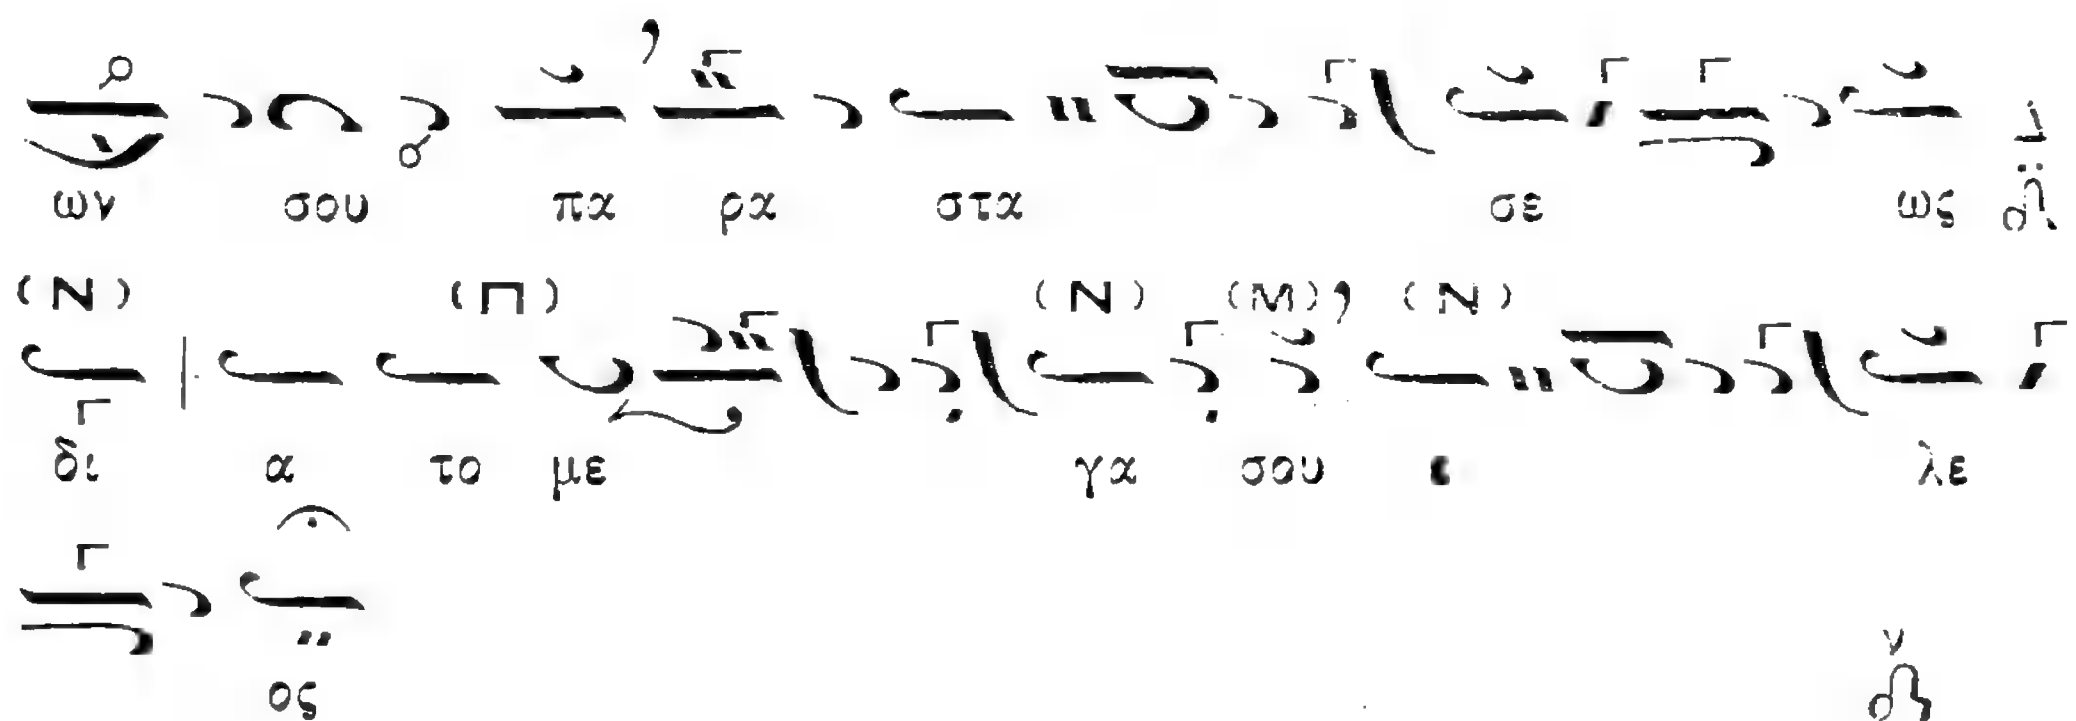 ων σου πα ρα στα σε ως
(Ν) (Π) (Ν) (Μ) (Ν)
δι α το με γα σου ε λε
ος